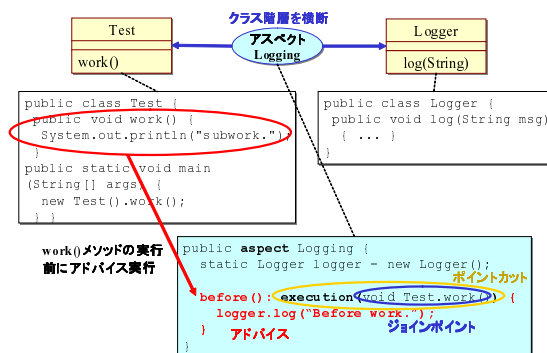 クラス階層を横断
Test
work()
アスペクト
Logging
Logger
log(String)
public class Test {
public void work() {
System.out.println("subwork.");
}
public static void main
(String[] args) {
new Test().work();
} }
public class Logger {
public void log(String msg)
{ ... }
work()メソッドの実行
前にアドバイス実行
public aspect Logging {
static Logger logger – new Logger();
ポイントカット
before(): execution(void Test.work()) {
logger.log(“Before work.”);
}
アドバイス
ジョインポイント
}